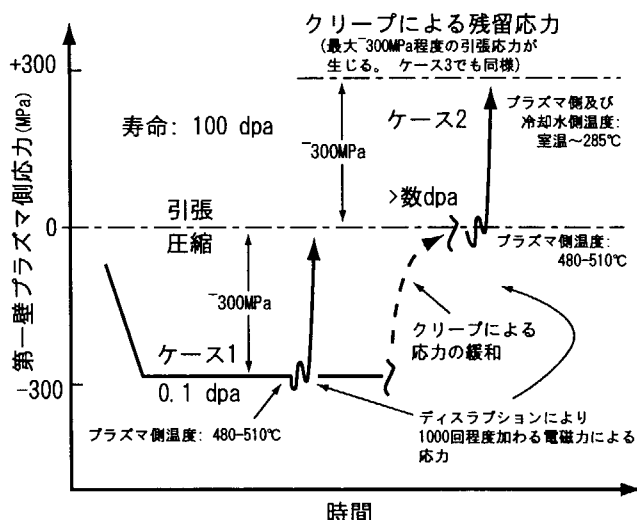 クリープによる残留応力
(最大~300MPa程度の引張応力が
生じる。 ケース3でも同様)
+300
プラズマ側及び
冷却水側温度:
室温～285℃
寿命: 100 dpa
ケース2
~300MPa
>数dpa
引張
0
圧縮
プラズマ側温度:
480-510℃
第一壁プラズマ側応力(MPa)
~300MPa
クリープによる
応力の緩和
ケース1
-300
0.1 dpa
ディスラプションにより
1000回程度加わる電磁力による
応力
プラズマ側温度: 480-510℃
時間